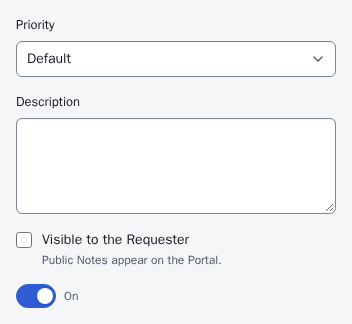 Priority
Default
Description
Visible to the Requester
Public Notes appear on the Portal.
On